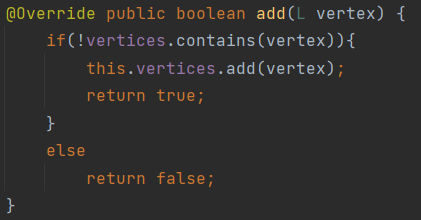 @Override public boolean add(L vertex) {
    if(!vertices.contains(vertex)){
        this.vertices.add(vertex);
        return true;
    }
    else
        return false;
}